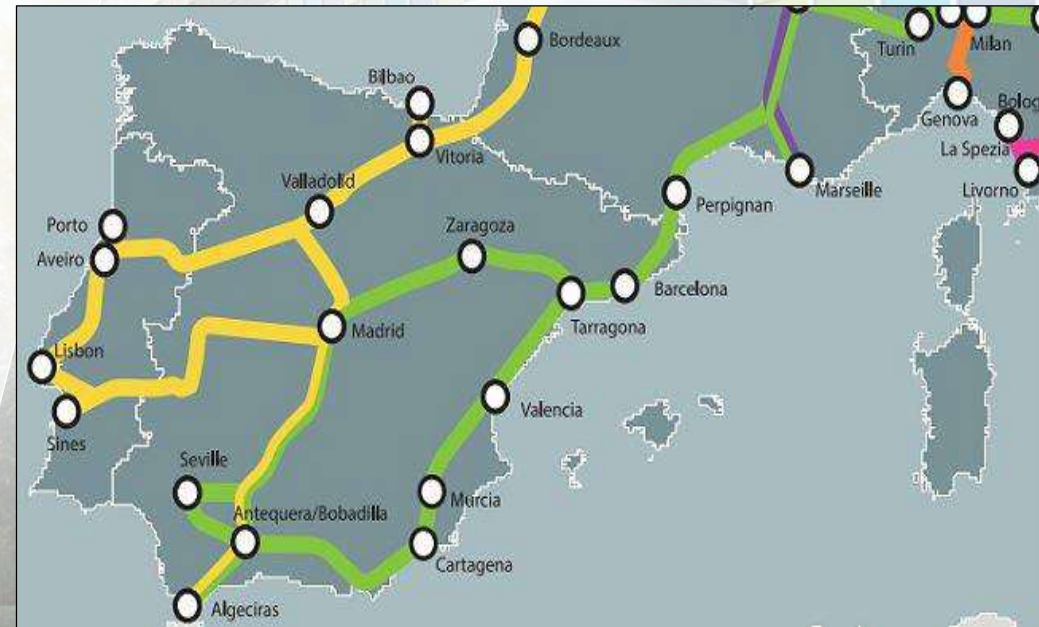 Bordeaux
Turin
Milan
Bilbao
Genova
Bolog
Vitoria
La Spezia
Valladolid
Marseille
Livorno
Perpignan
Porto
Zaragoza
Aveiro
Barcelona
Madrid
Tarragona
Lisbon
Valencia
Sines
Seville
Murcia
Antequera/Bobadilla
Cartagena
Algeciras